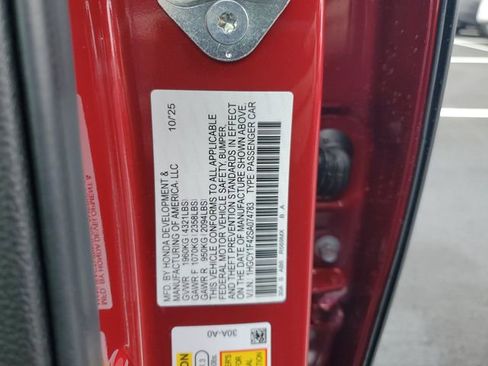 MFD. BY HONDA DEVELOPMENT &
MANUFACTURING OF AMERICA, LLC 10/25
GVWR 1960KG( 4321LBS)
GAWR F 1070KG( 2358LBS)
GAWR R 950KG( 2094LBS)
THIS VEHICLE CONFORMS TO ALL APPLICABLE
FEDERAL MOTOR VEHICLE SAFETY, BUMPER,
AND THEFT PREVENTION STANDARDS IN EFFECT
ON THE DATE OF MANUFACTURE SHOWN ABOVE.
V.I.N. TYPE: PASSENGER CAR
30A-A0